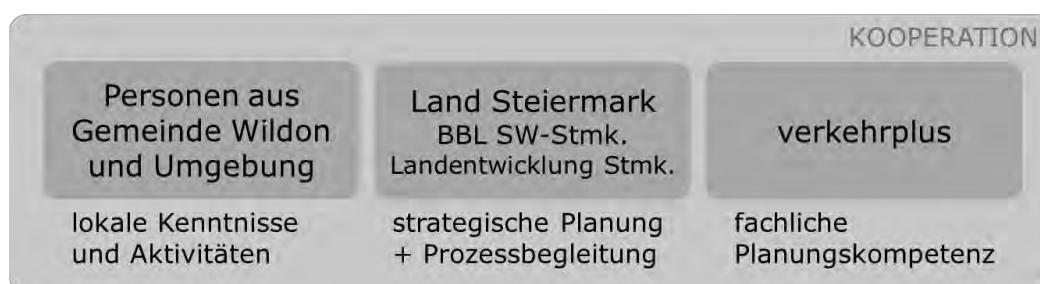 KOOPERATION
Personen aus
Gemeinde Wildon
und Umgebung
lokale Kenntnisse
und Aktivitäten
Land Steiermark
BBL SW-Stmk.
Landentwicklung Stmk.
strategische Planung
+ Prozessbegleitung
verkehrplus
fachliche
Planungskompetenz